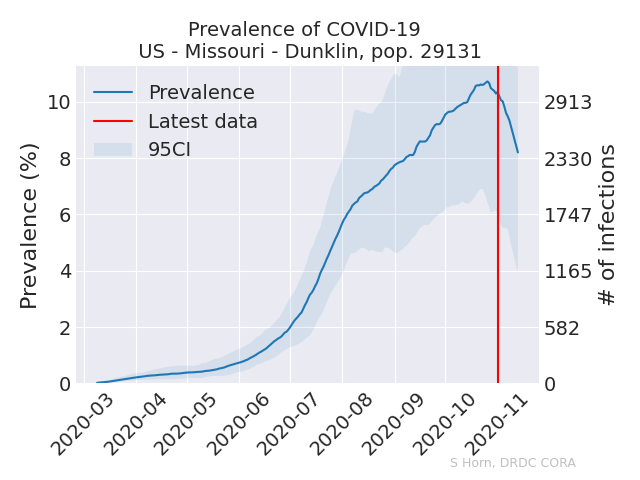 Prevalence of COVID-19
US - Missouri - Dunklin, pop. 29131
Prevalence
Latest data
95CI
Prevalence (%)
10
8
6
4
2
0
2913
2330
1747
1165
582
0
# of infections
2020-03
2020-04
2020-05
2020-06
2020-07
2020-08
2020-09
2020-10
2020-11
S Horn, DRDC CORA